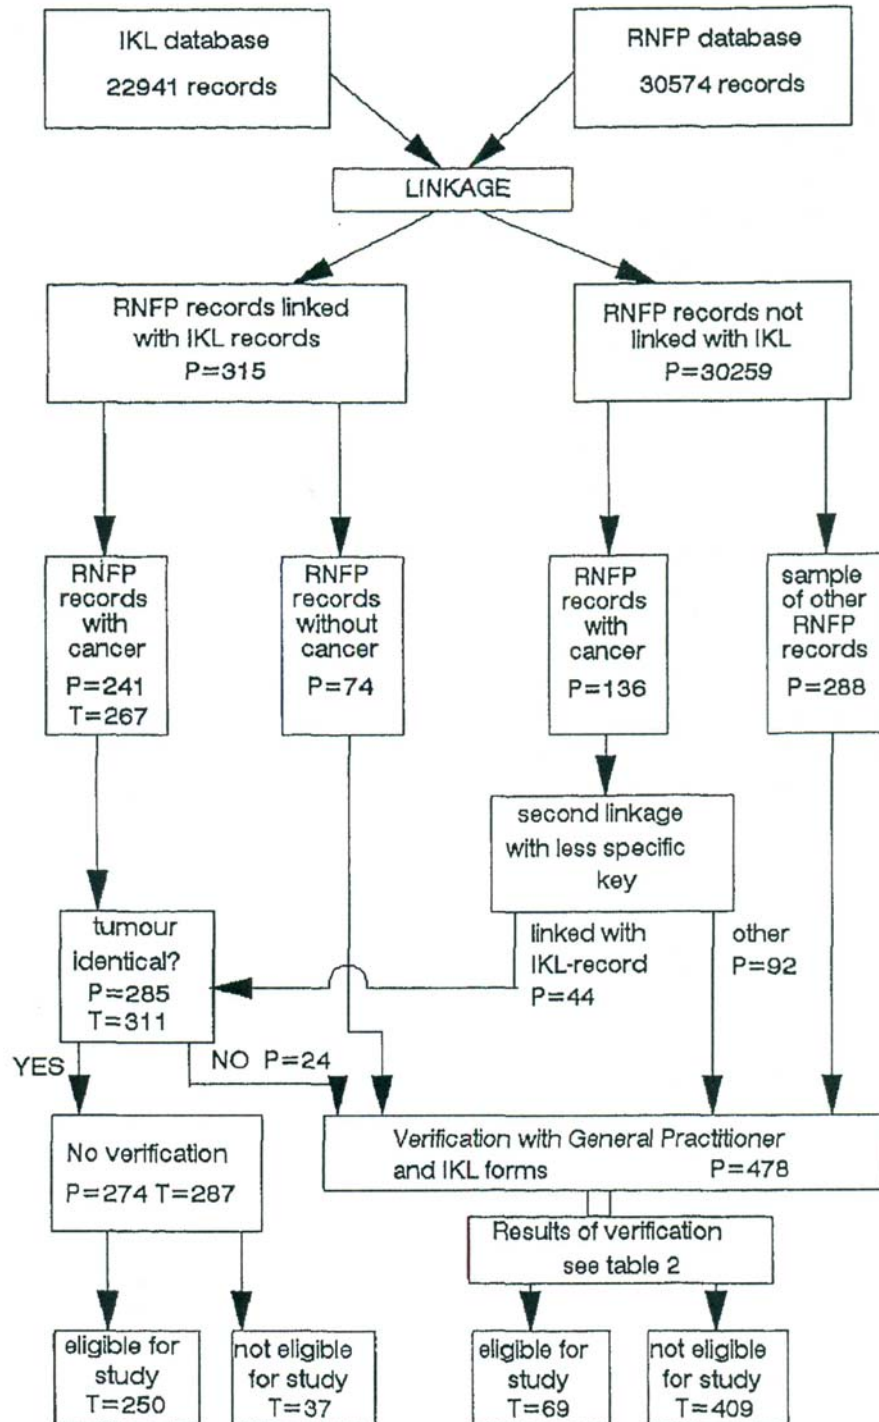 IKL database
22941 records
RNFP database
30574 records
LINKAGE
RNFP records linked
with IKL records
P=315
RNFP records not
linked with IKL
P=30259
RNFP
records
with
cancer
P=241
T=267
RNFP
records
without
cancer
P=74
RNFP
records
with
cancer
P=136
sample
of other
RNFP
records
P=288
second linkage
with less specific
key
tumour
identical?
P=285
T=311
linked with
IKL-record
P=44
other
P=92
YES
NO P=24
No verification
P=274 T=287
Verification with General Practitioner
and IKL forms P=478
Results of verification
see table 2
eligible for
study
T=250
not eligible
for study
T=37
eligible for
study
T=69
not eligible
for study
T=409